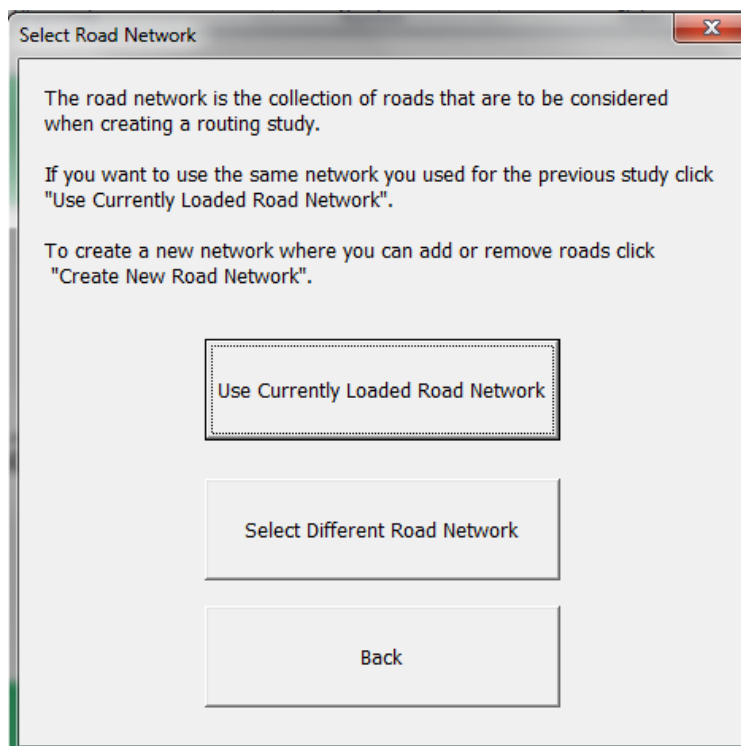 Select Road Network
The road network is the collection of roads that are to be considered
when creating a routing study.
If you want to use the same network you used for the previous study click
"Use Currently Loaded Road Network".
To create a new network where you can add or remove roads click
"Create New Road Network".
Use Currently Loaded Road Network
Select Different Road Network
Back